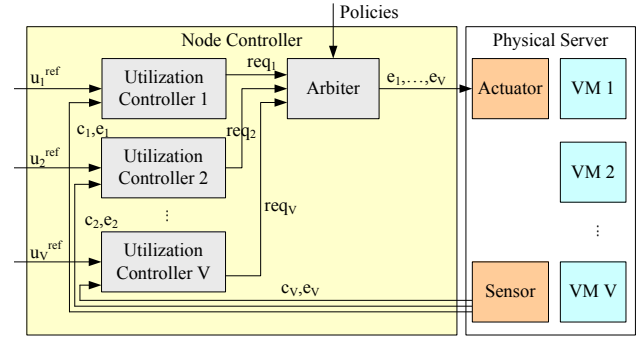 Policies
Node Controller
Physical Server
u₁ʳᵉᶠ
Utilization
Controller 1
req₁
Arbiter
e₁,…,eᵥ
Actuator
VM 1
c₁,e₁
req₂
u₂ʳᵉᶠ
Utilization
Controller 2
VM 2
c₂,e₂
...
reqᵥ
...
uᵥʳᵉᶠ
Utilization
Controller V
cᵥ,eᵥ
Sensor
VM V